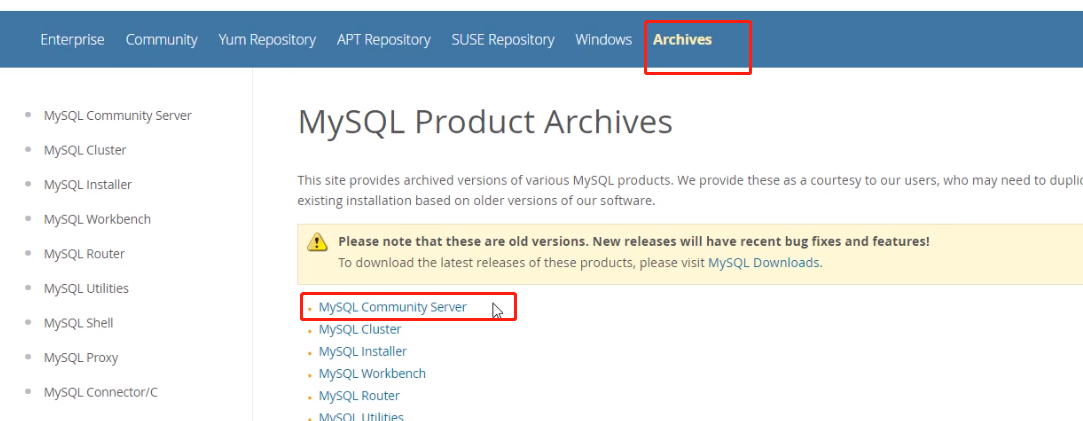 Enterprise Community Yum Repository APT Repository SUSE Repository Windows Archives
MySQL Community Server
MySQL Cluster
MySQL Installer
MySQL Workbench
MySQL Router
MySQL Utilities
MySQL Shell
MySQL Proxy
MySQL Connector/C
MySQL Product Archives
This site provides archived versions of various MySQL products. We provide these as a courtesy to our users, who may need to
existing installation based on older versions of our software.
Please note that these are old versions. New releases will have recent bug fixes and features!
To download the latest releases of these products, please visit MySQL Downloads.
MySQL Community Server
MySQL Cluster
MySQL Installer
MySQL Workbench
MySQL Router
MySQL Utilities